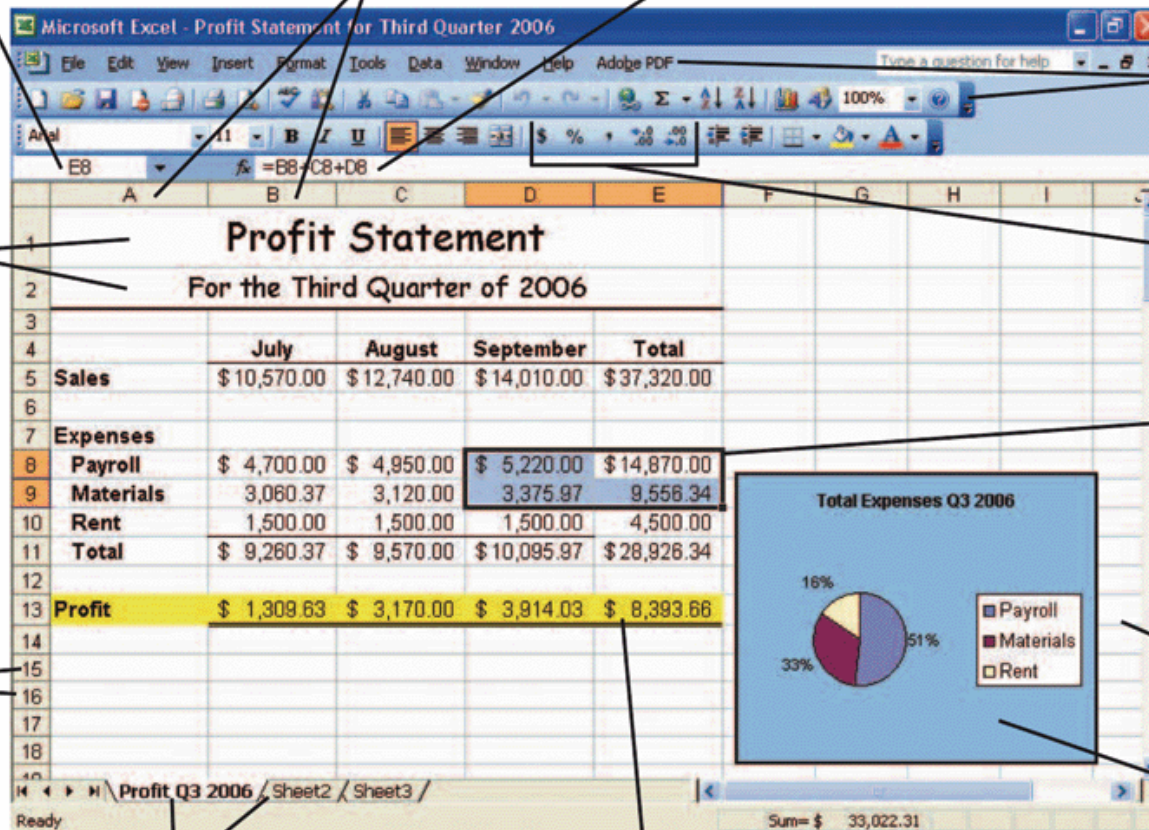 Microsoft Excel - Profit Statement for Third Quarter 2006
File Edit View Insert Format Tools Data Window Help Adobe PDF Type a question for help
Σ 100%
Arial 11 B I U $ % ,
E8 fx =B8+C8+D8
A B C D E F G H I J
1 Profit Statement
2 For the Third Quarter of 2006
3
4 July August September Total
5 Sales $10,570.00 $12,740.00 $14,010.00 $37,320.00
6
7 Expenses
8 Payroll $ 4,700.00 $ 4,950.00 $ 5,220.00 $14,870.00
9 Materials 3,060.37 3,120.00 3,375.97 9,556.34
10 Rent 1,500.00 1,500.00 1,500.00 4,500.00
11 Total $ 9,260.37 $ 9,570.00 $10,095.97 $28,926.34
12
13 Profit $ 1,309.63 $ 3,170.00 $ 3,914.03 $ 8,393.66
14
15
16
17
18
Total Expenses Q3 2006
16%
51%
33%
Payroll
Materials
Rent
Profit Q3 2006 Sheet2 Sheet3
Ready Sum= $ 33,022.31